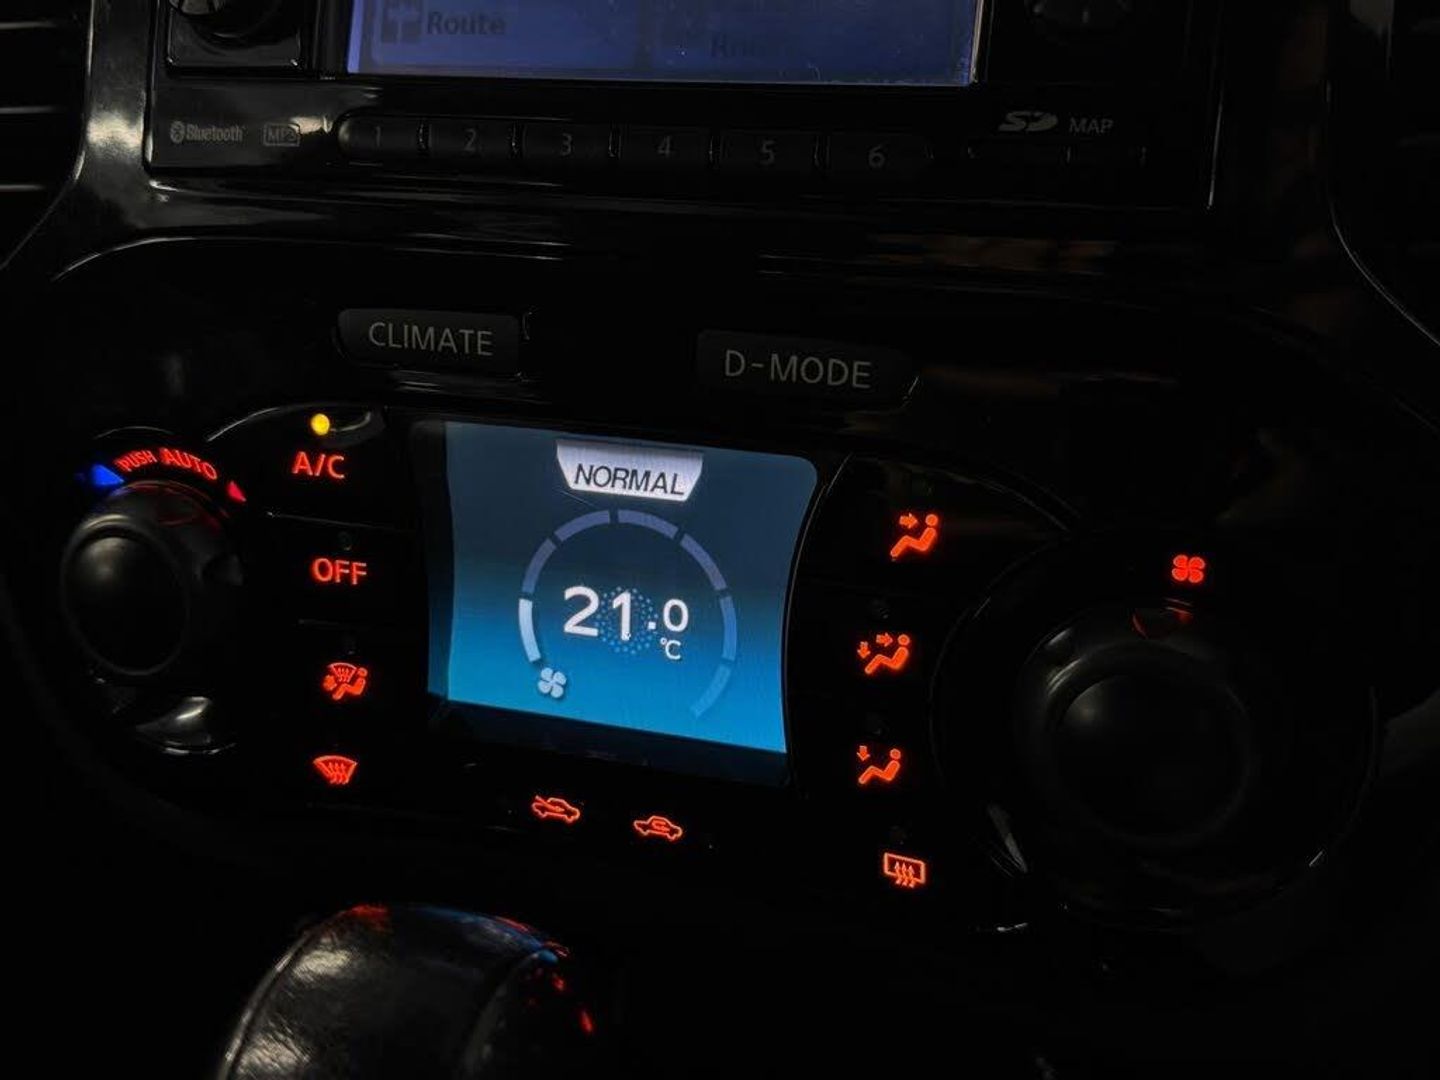 Route
Bluetooth MP3 1 2 3 4 5 6 SD MAP
CLIMATE D-MODE
PUSH AUTO
A/C
NORMAL
OFF
21.0
°C